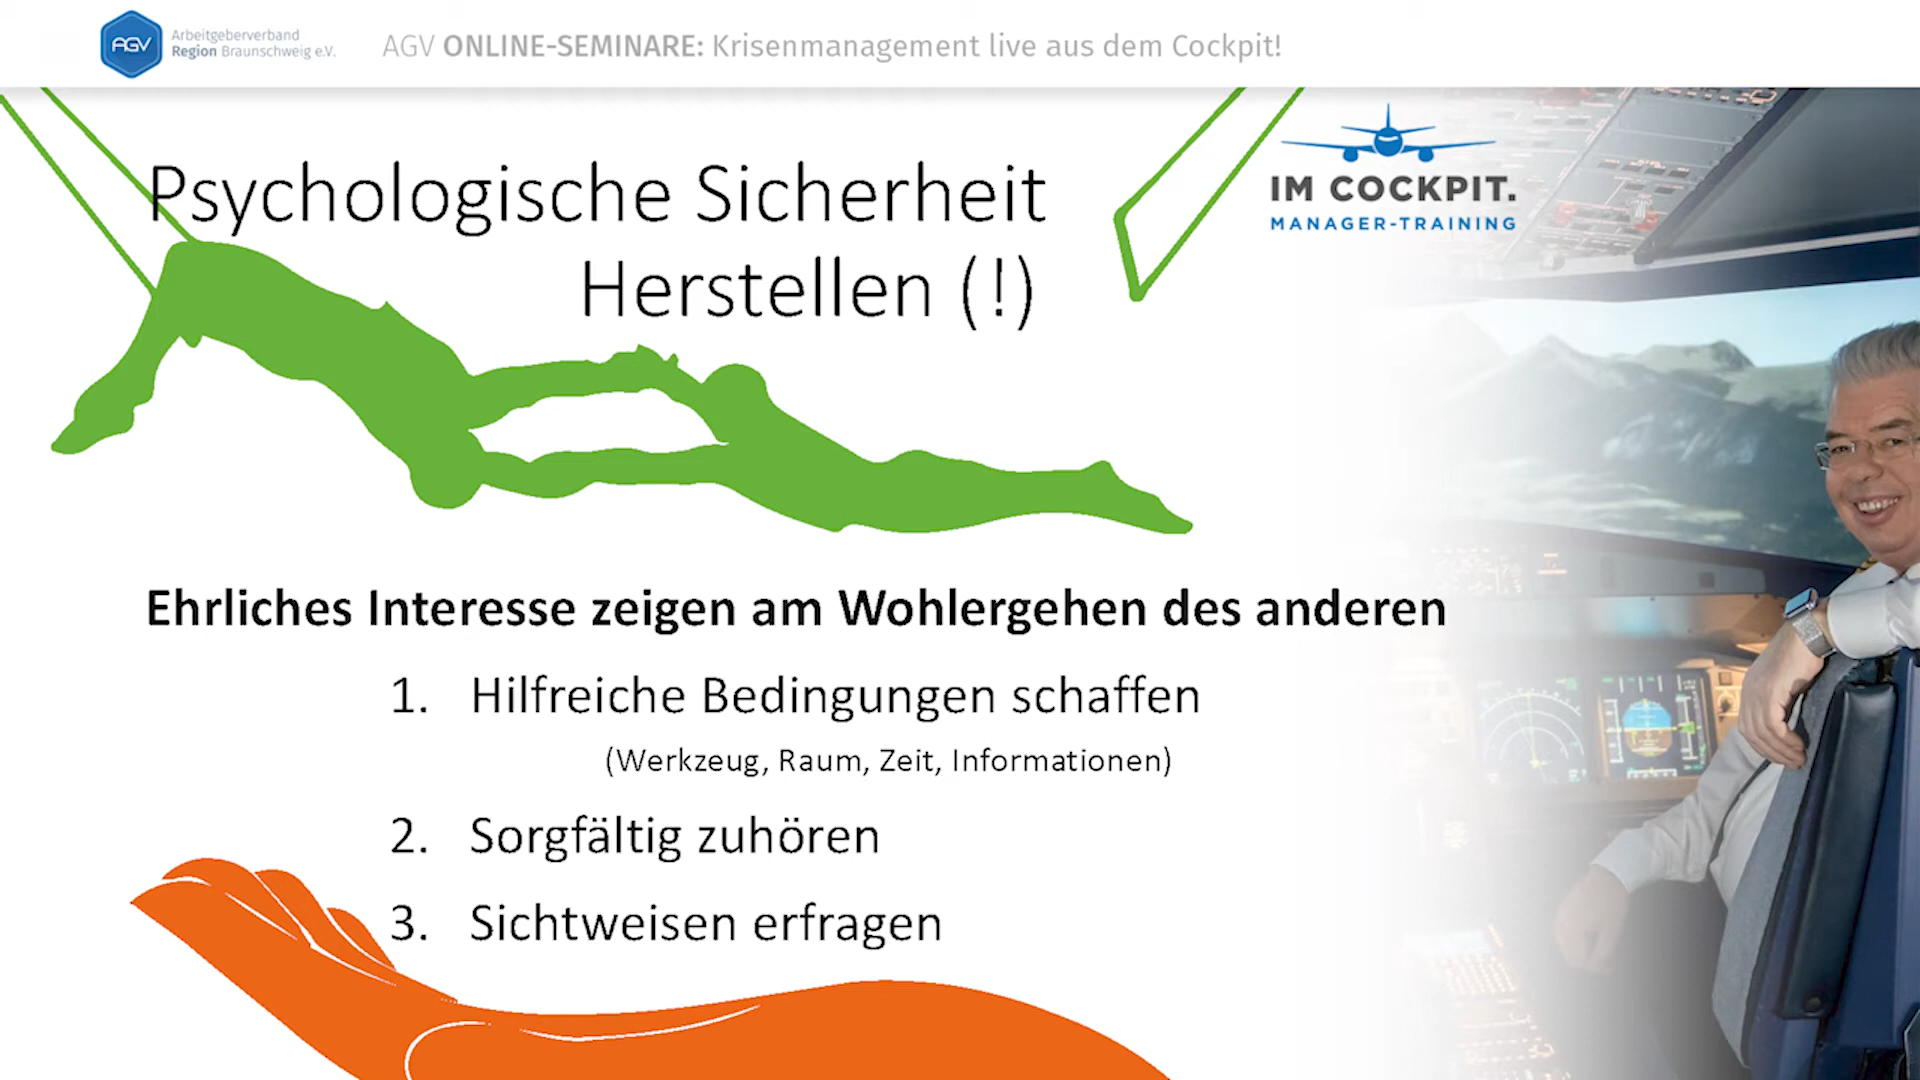 AGV
Arbeitgeberverband
Region Braunschweig e.V.
AGV ONLINE-SEMINARE: Krisenmanagement live aus dem Cockpit!
Psychologische Sicherheit
Herstellen (!)
IM COCKPIT.
MANAGER-TRAINING
Ehrliches Interesse zeigen am Wohlergehen des anderen
1. Hilfreiche Bedingungen schaffen
(Werkzeug, Raum, Zeit, Informationen)
2. Sorgfältig zuhören
3. Sichtweisen erfragen